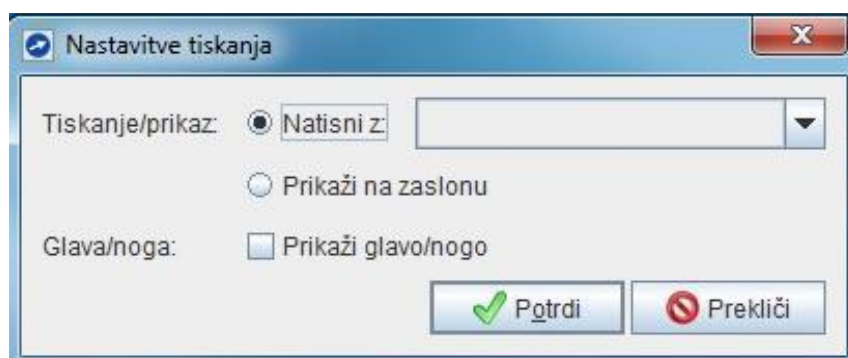 Nastavitve tiskanja
Tiskanje/prikaz: Natisni z:
Prikaži na zaslonu
Glava/noga: Prikaži glavo/nogo
Potrdi Prekliči